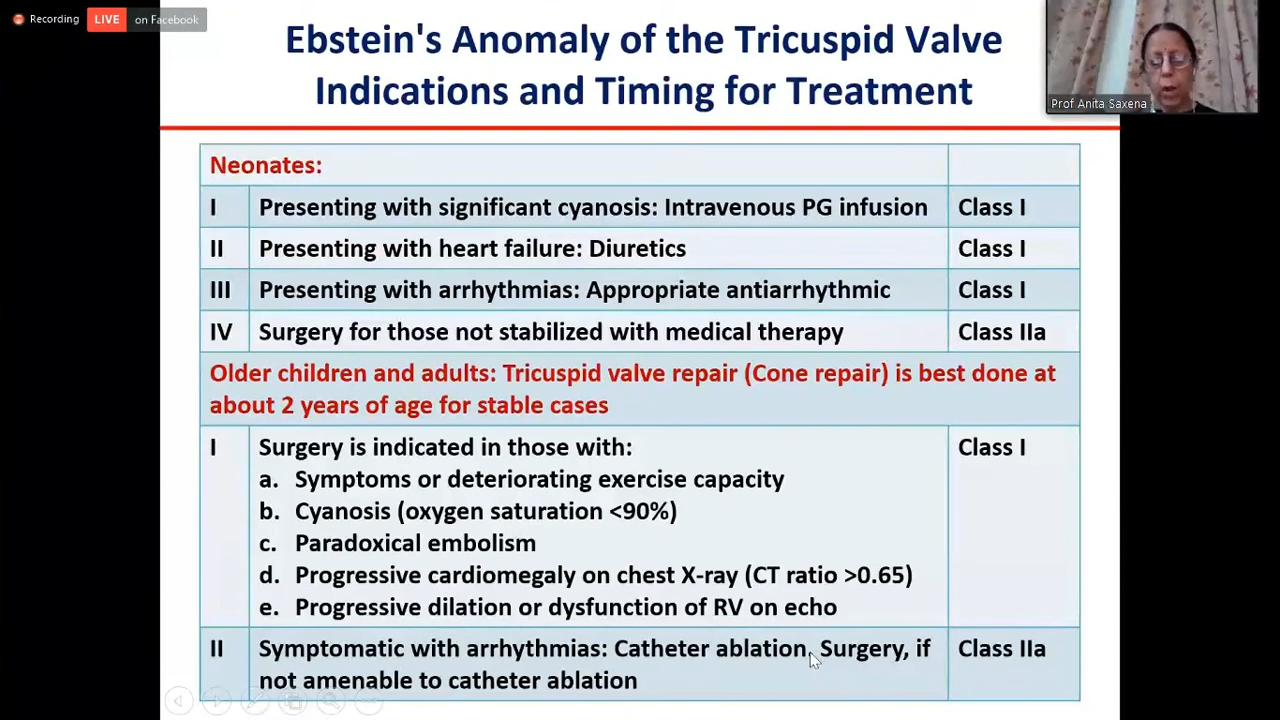 Recording LIVE on Facebook
Ebstein's Anomaly of the Tricuspid Valve
Indications and Timing for Treatment
Prof Anita Saxena
Neonates:
I Presenting with significant cyanosis: Intravenous PG infusion Class I
II Presenting with heart failure: Diuretics Class I
III Presenting with arrhythmias: Appropriate antiarrhythmic Class I
IV Surgery for those not stabilized with medical therapy Class IIa
Older children and adults: Tricuspid valve repair (Cone repair) is best done at
about 2 years of age for stable cases
I Surgery is indicated in those with: Class I
a. Symptoms or deteriorating exercise capacity
b. Cyanosis (oxygen saturation <90%)
c. Paradoxical embolism
d. Progressive cardiomegaly on chest X-ray (CT ratio >0.65)
e. Progressive dilation or dysfunction of RV on echo
II Symptomatic with arrhythmias: Catheter ablation. Surgery, if Class IIa
not amenable to catheter ablation